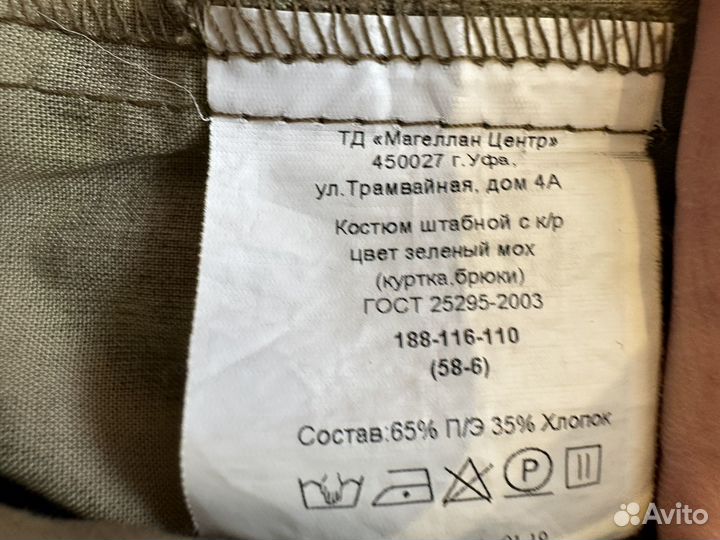 ТД «Магеллан Центр»
450027 г.Уфа,
ул.Трамвайная, дом 4А
Костюм штабной с к/р
цвет зеленый мох
(куртка,брюки)
ГОСТ 25295-2003
188-116-110
(58-6)
Состав:65% П/Э 35% Хлопок
P
Avito